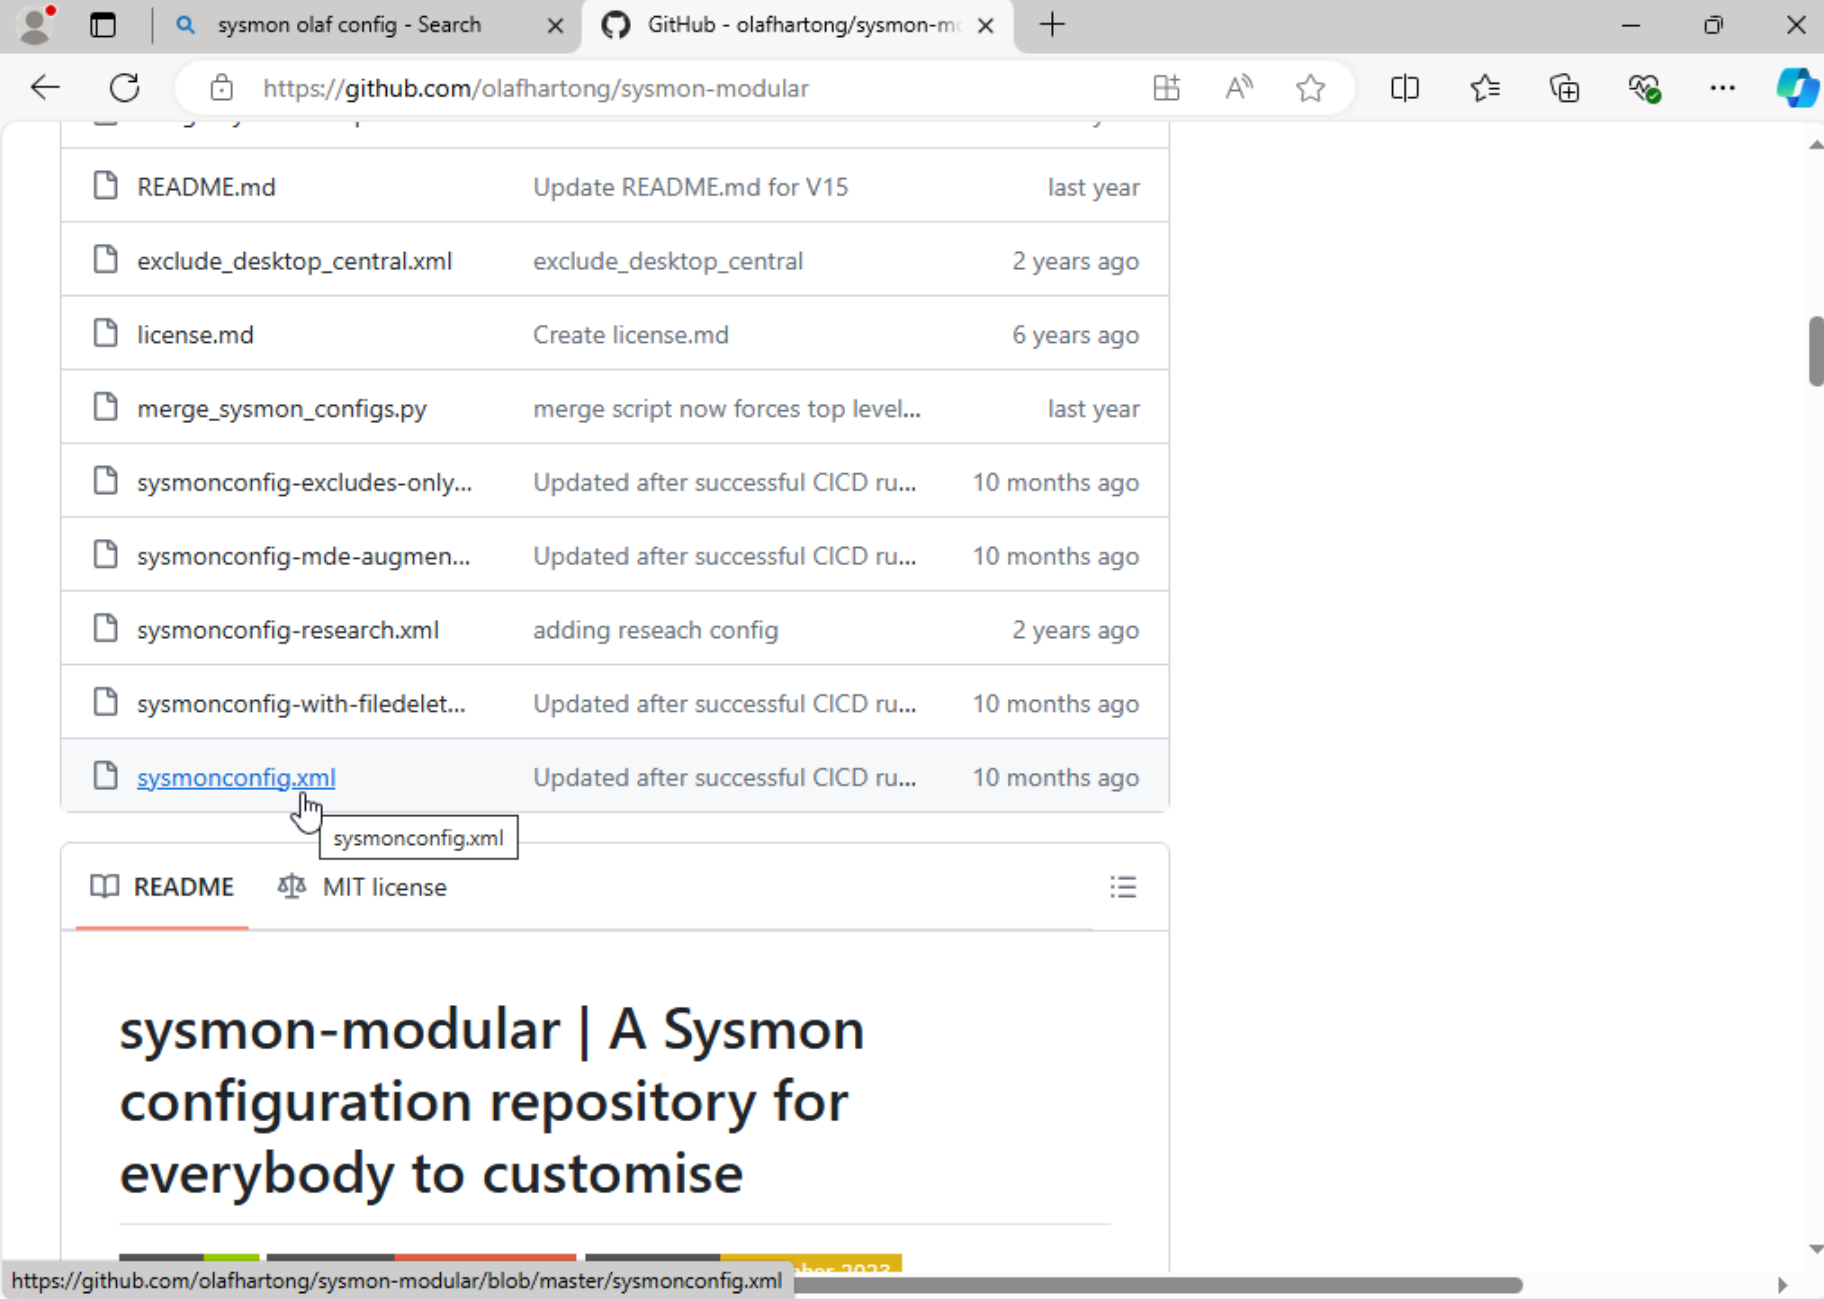 sysmon olaf config - Search
GitHub - olafhartong/sysmon-mo
https://github.com/olafhartong/sysmon-modular
README.md Update README.md for V15 last year
exclude_desktop_central.xml exclude_desktop_central 2 years ago
license.md Create license.md 6 years ago
merge_sysmon_configs.py merge script now forces top level... last year
sysmonconfig-excludes-only... Updated after successful CICD ru... 10 months ago
sysmonconfig-mde-augmen... Updated after successful CICD ru... 10 months ago
sysmonconfig-research.xml adding reseach config 2 years ago
sysmonconfig-with-filedelet... Updated after successful CICD ru... 10 months ago
sysmonconfig.xml Updated after successful CICD ru... 10 months ago
sysmonconfig.xml
README MIT license
sysmon-modular | A Sysmon
configuration repository for
everybody to customise
2023
https://github.com/olafhartong/sysmon-modular/blob/master/sysmonconfig.xml